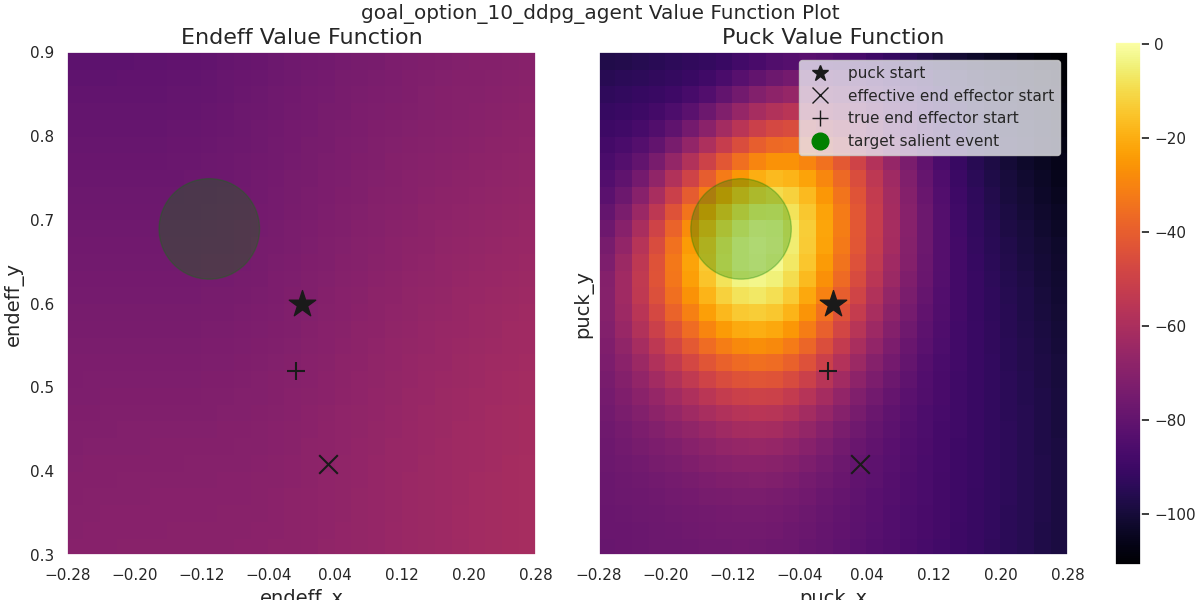 goal_option_10_ddpg_agent Value Function Plot
Endeff Value Function
Puck Value Function
puck start
effective end effector start
true end effector start
target salient event
endeff_y
0.9
0.8
0.7
0.6
0.5
0.4
0.3
−0.28 −0.20 −0.12 −0.04 0.04 0.12 0.20 0.28
endeff_x
puck_y
−0.28 −0.20 −0.12 −0.04 0.04 0.12 0.20 0.28
puck_x
0
−20
−40
−60
−80
−100